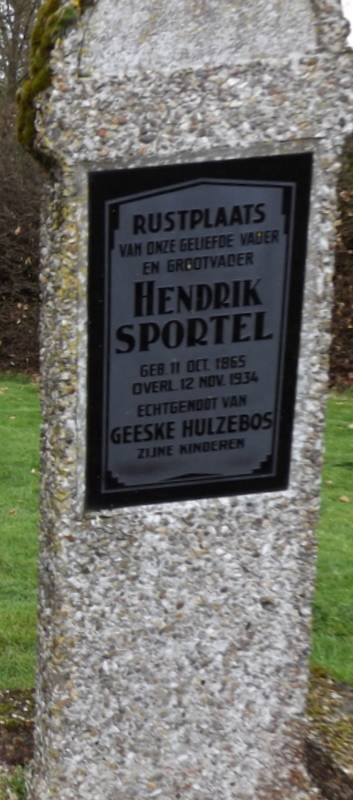 RUSTPLAATS
VAN ONZE GELIEFDE VADER
EN GROOTVADER
HENDRIK
SPORTEL
GEB. 11 OCT. 1865
OVERL. 12 NOV. 1934
ECHTGENOOT VAN
GEESKE HULZEBOS
ZIJNE KINDEREN